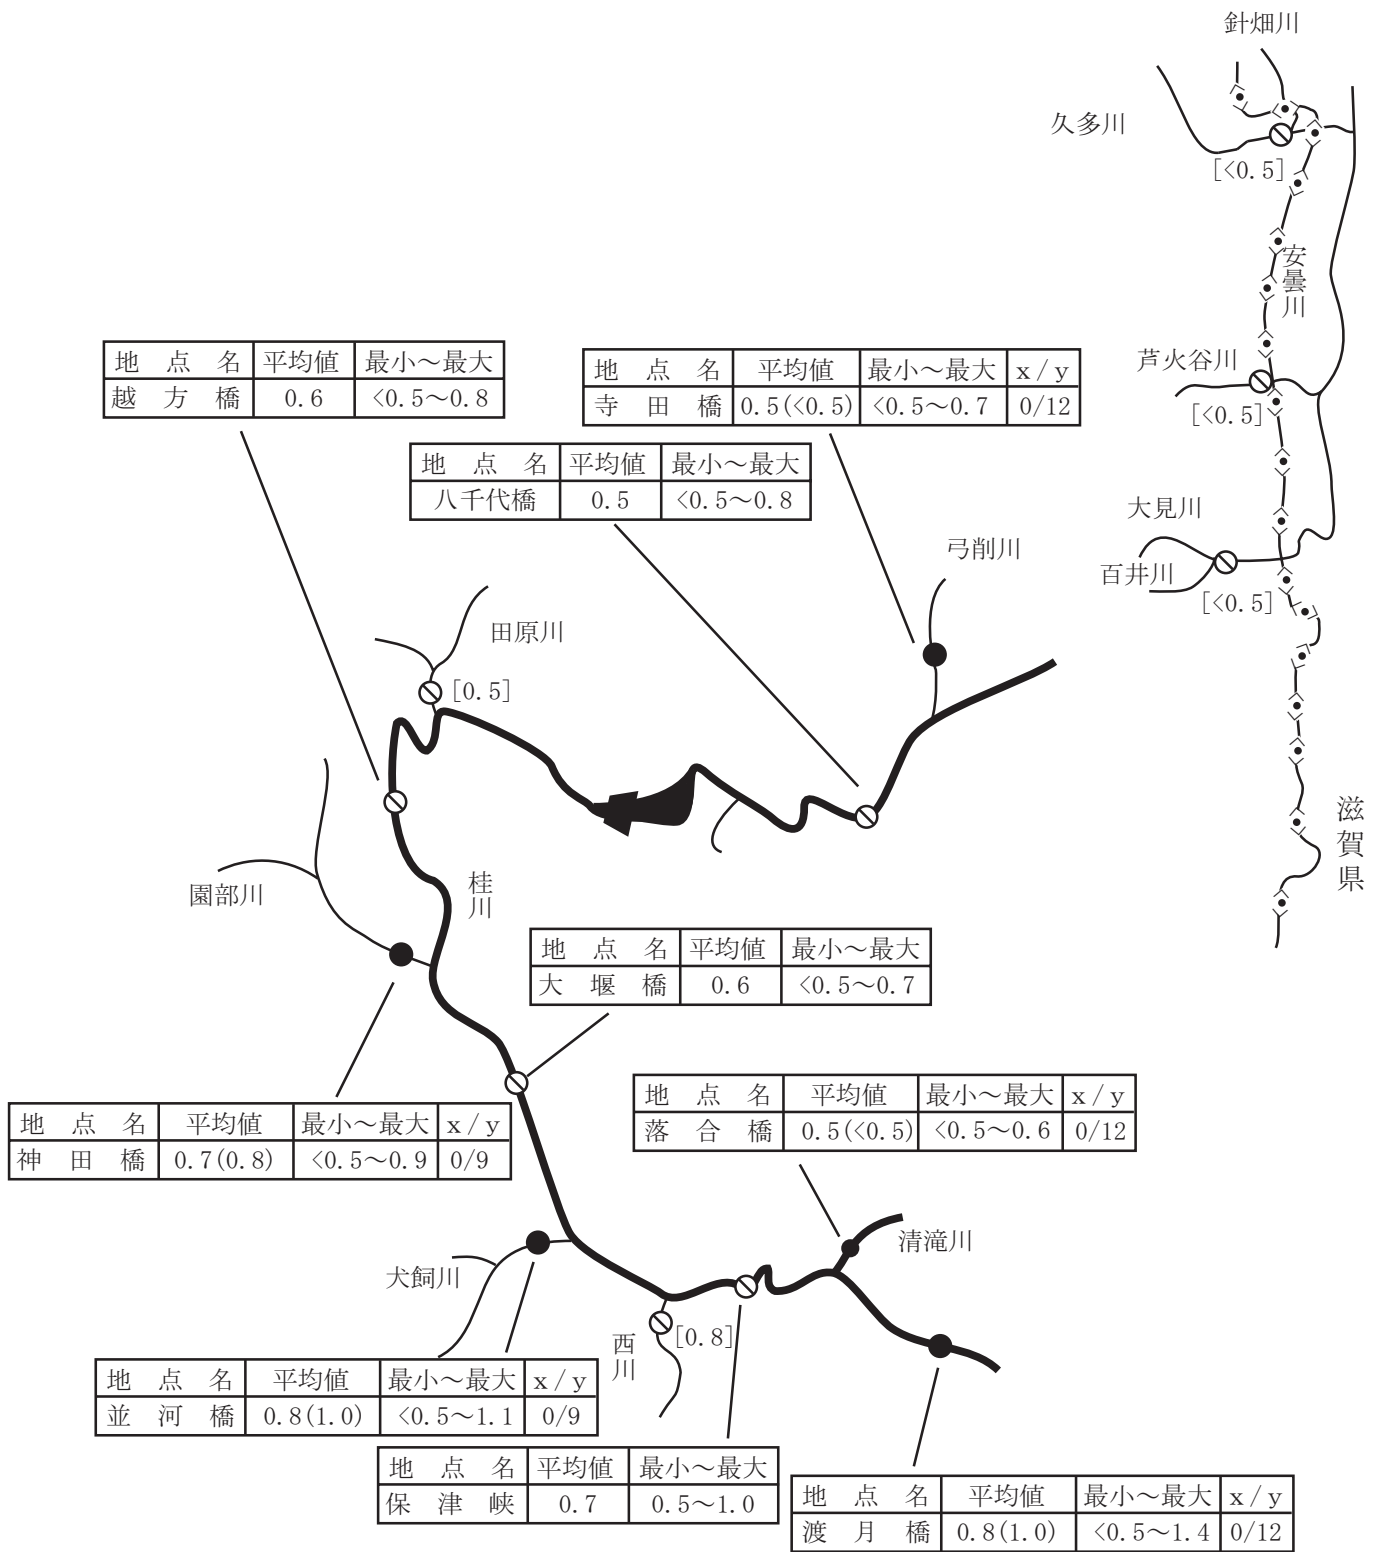 針畑川
久多川
[<0.5]
安曇川
芦火谷川
[<0.5]
大見川
百井川
[<0.5]
滋賀県
地点名 平均値 最小～最大
越方橋 0.6 <0.5～0.8
地点名 平均値 最小～最大 x/y
寺田橋 0.5(<0.5) <0.5～0.7 0/12
地点名 平均値 最小～最大
八千代橋 0.5 <0.5～0.8
弓削川
田原川
[0.5]
園部川
桂川
地点名 平均値 最小～最大
大堰橋 0.6 <0.5～0.7
地点名 平均値 最小～最大 x/y
神田橋 0.7(0.8) <0.5～0.9 0/9
地点名 平均値 最小～最大 x/y
落合橋 0.5(<0.5) <0.5～0.6 0/12
清滝川
犬飼川
西川
[0.8]
地点名 平均値 最小～最大 x/y
並河橋 0.8(1.0) <0.5～1.1 0/9
地点名 平均値 最小～最大
保津峡 0.7 0.5～1.0
地点名 平均値 最小～最大 x/y
渡月橋 0.8(1.0) <0.5～1.4 0/12